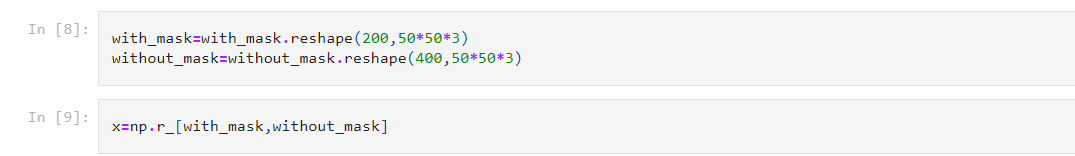 In [8]:
with_mask=with_mask.reshape(200,50*50*3)
without_mask=without_mask.reshape(400,50*50*3)
In [9]:
x=np.r_[with_mask,without_mask]